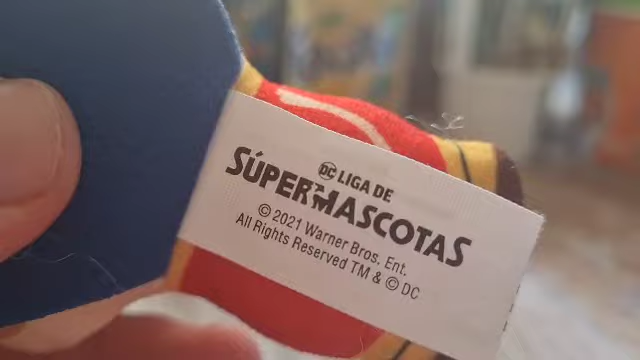 DC LIGA DE
SÚPERMASCOTAS
© 2021 Warner Bros. Ent.
All Rights Reserved TM & © DC